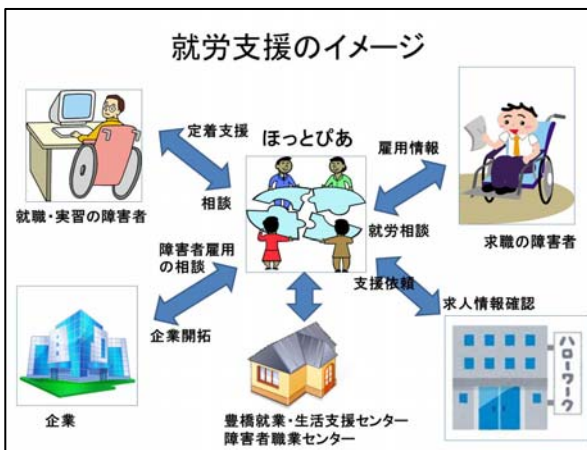 就労支援のイメージ
定着支援
ほっとぴあ
雇用情報
相談
就職・実習の障害者
就労相談
求職の障害者
障害者雇用
の相談
支援依頼
求人情報確認
企業開拓
ハローワーク
企業
豊橋就業・生活支援センター
障害者職業センター